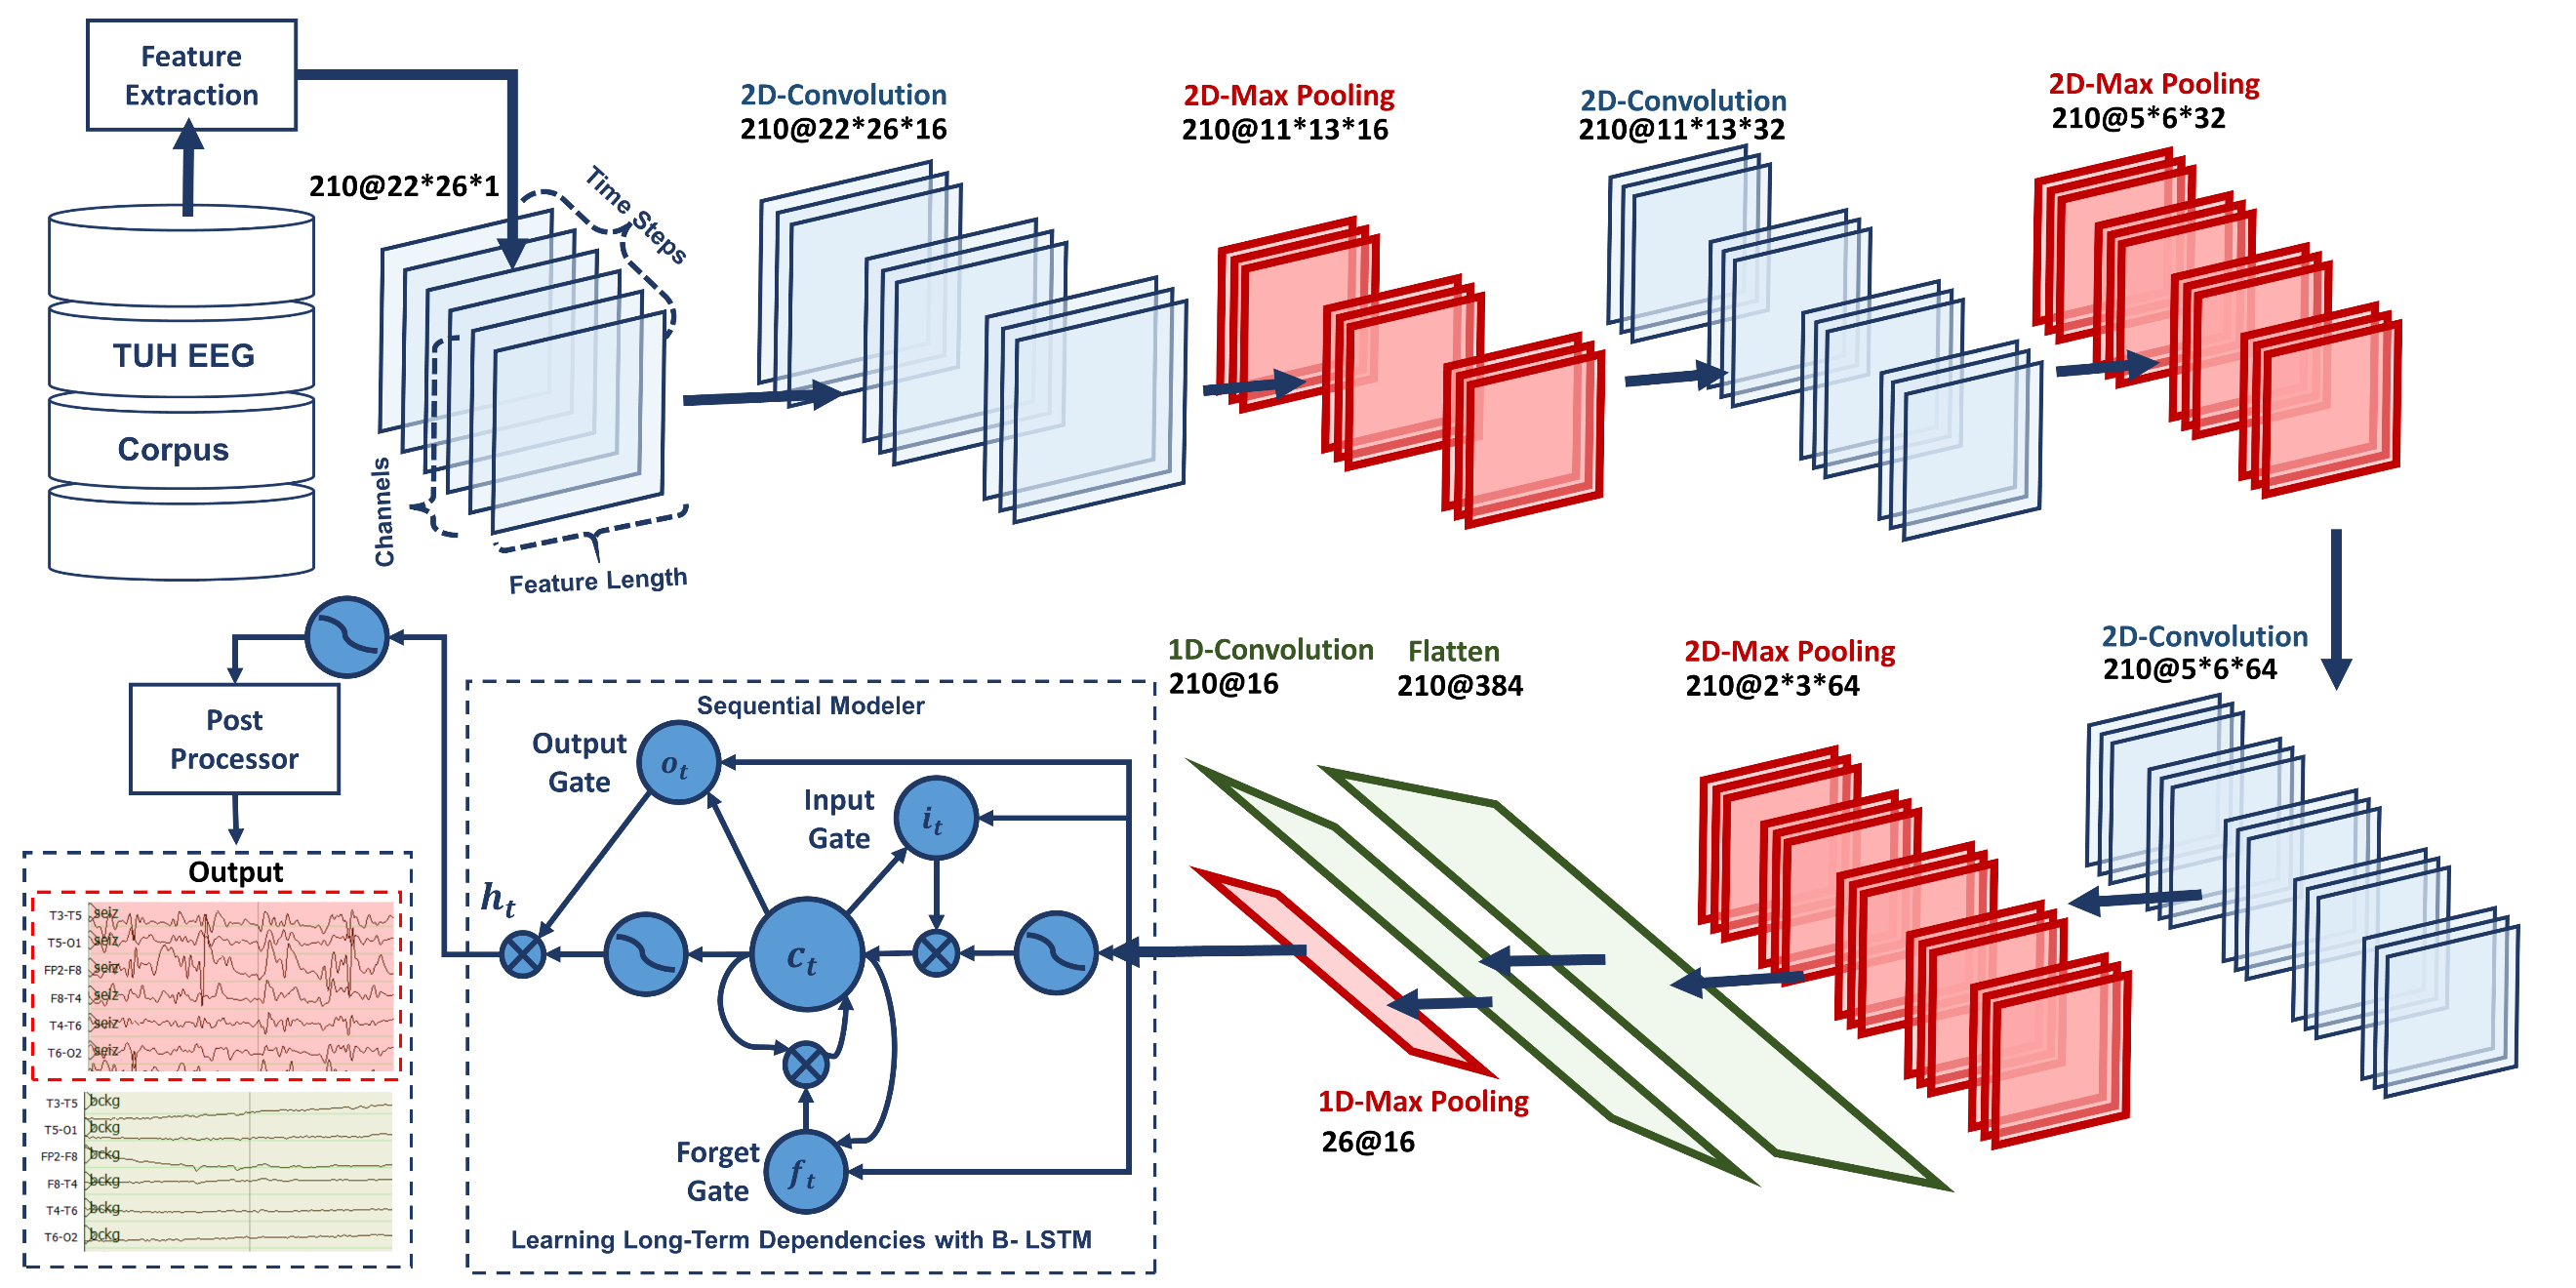 Feature
Extraction
TUH EEG
Corpus
210@22*26*1
Time Steps
Channels
Feature Length
2D-Convolution
210@22*26*16
2D-Max Pooling
210@11*13*16
2D-Convolution
210@11*13*32
2D-Max Pooling
210@5*6*32
2D-Convolution
210@5*6*64
2D-Max Pooling
210@2*3*64
Flatten
210@384
1D-Convolution
210@16
1D-Max Pooling
26@16
Sequential Modeler
Output
Gate
o_t
Input
Gate
i_t
c_t
h_t
Forget
Gate
f_t
Learning Long-Term Dependencies with B- LSTM
Post
Processor
Output
T3-T5 seiz
T5-O1 seiz
FP2-F8 seiz
F8-T4 seiz
T4-T6 seiz
T6-O2 seiz
T3-T5 bckg
T5-O1 bckg
FP2-F8 bckg
F8-T4 bckg
T4-T6 bckg
T6-O2 bckg